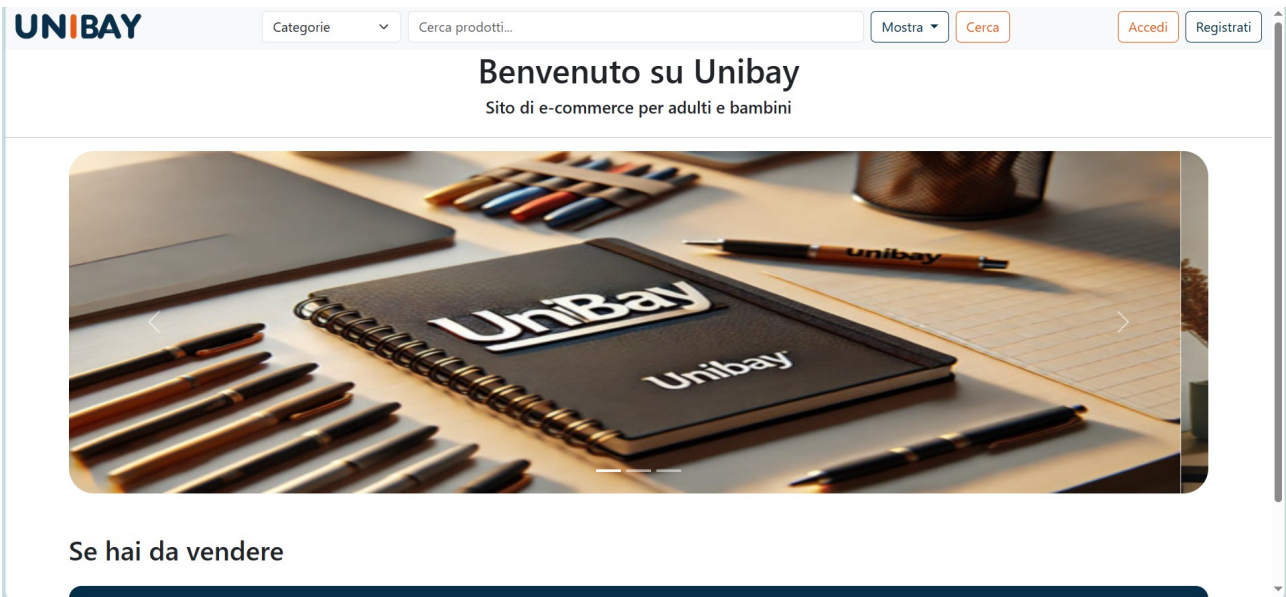 UNIBAY
Categorie
Cerca prodotti...
Mostra
Cerca
Accedi
Registrati
Benvenuto su Unibay
Sito di e-commerce per adulti e bambini
unibay
UniBay
Unibay
Se hai da vendere